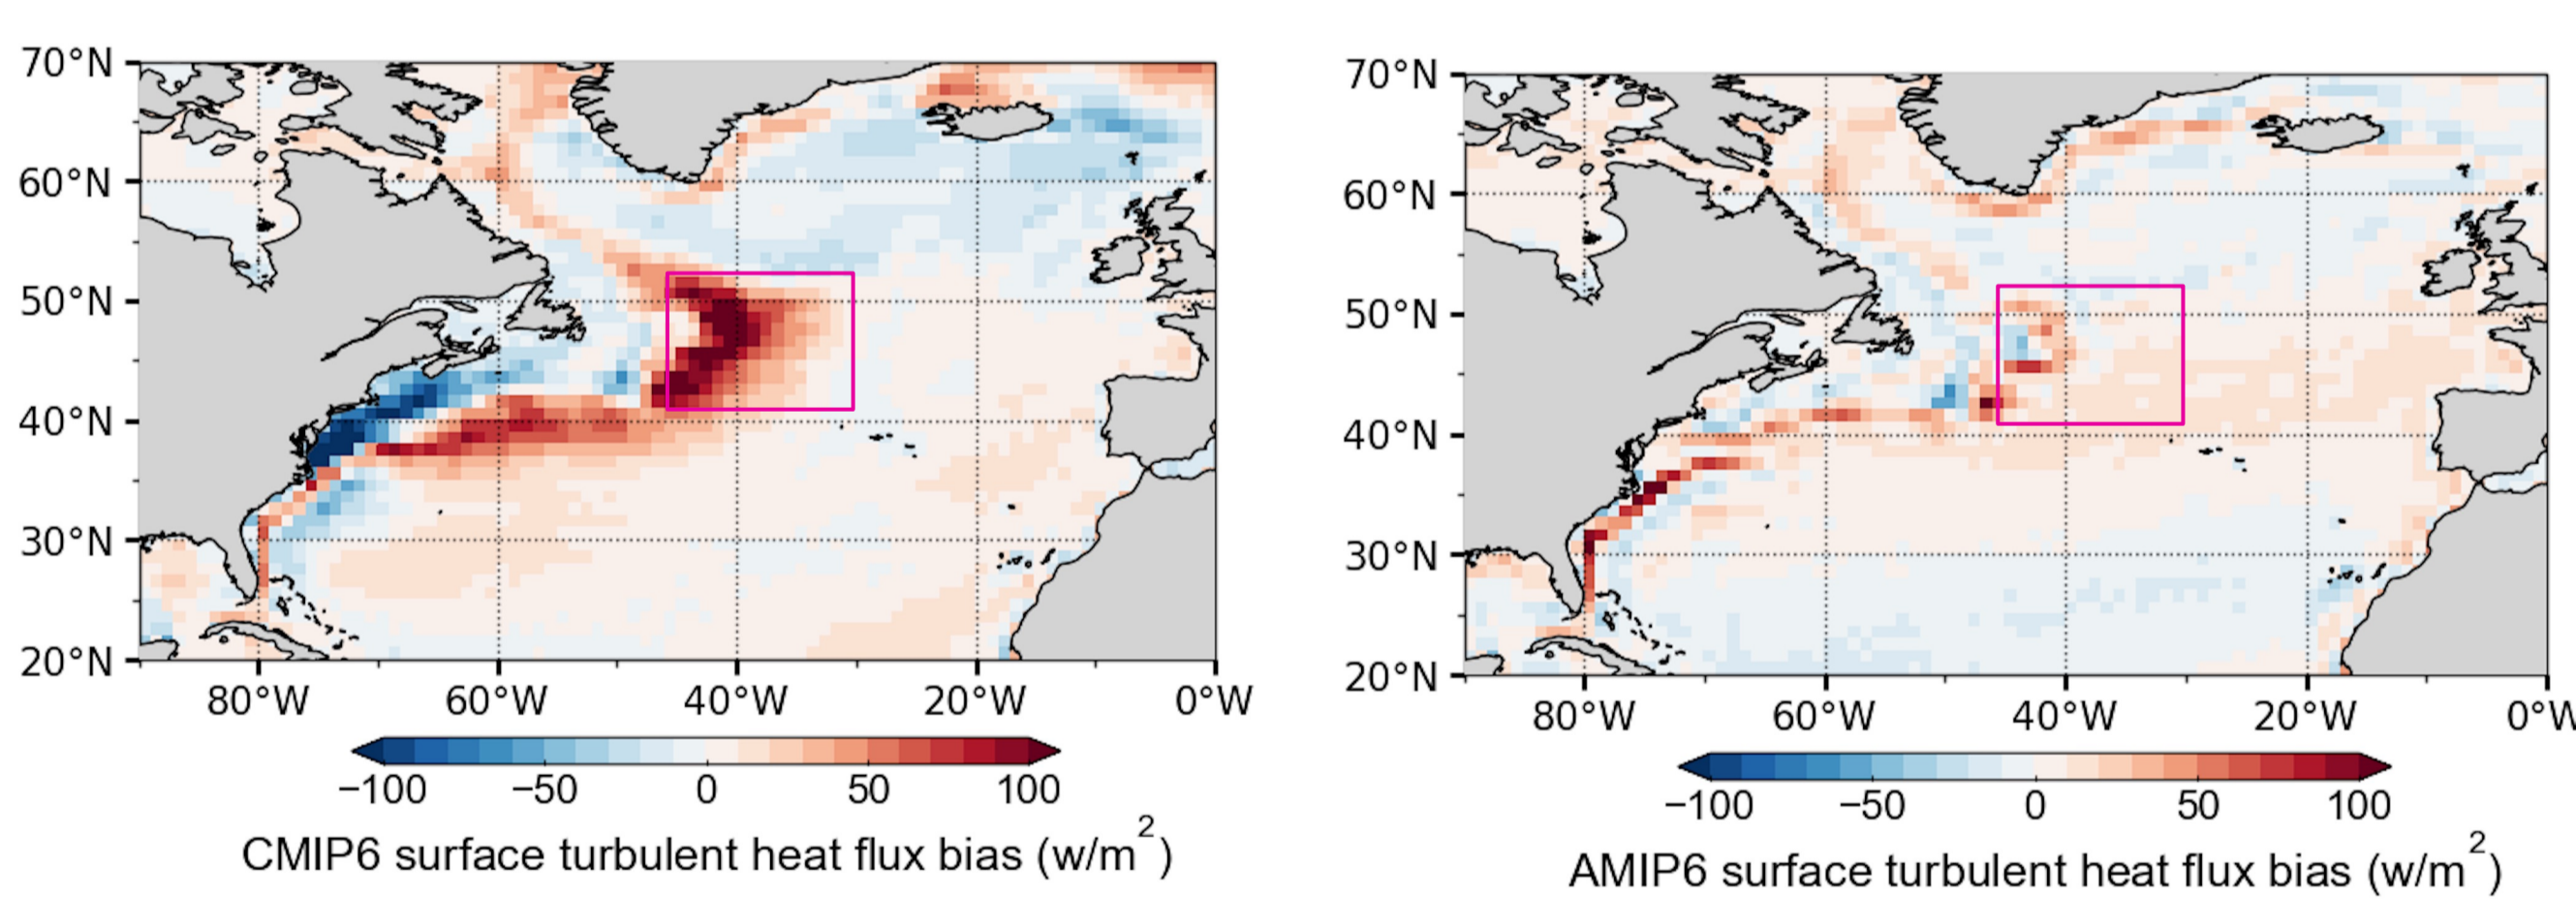 70°N
60°N
50°N
40°N
30°N
20°N
80°W 60°W 40°W 20°W 0°W
−100 −50 0 50 100
CMIP6 surface turbulent heat flux bias (w/m²)
70°N
60°N
50°N
40°N
30°N
20°N
80°W 60°W 40°W 20°W 0°W
−100 −50 0 50 100
AMIP6 surface turbulent heat flux bias (w/m²)